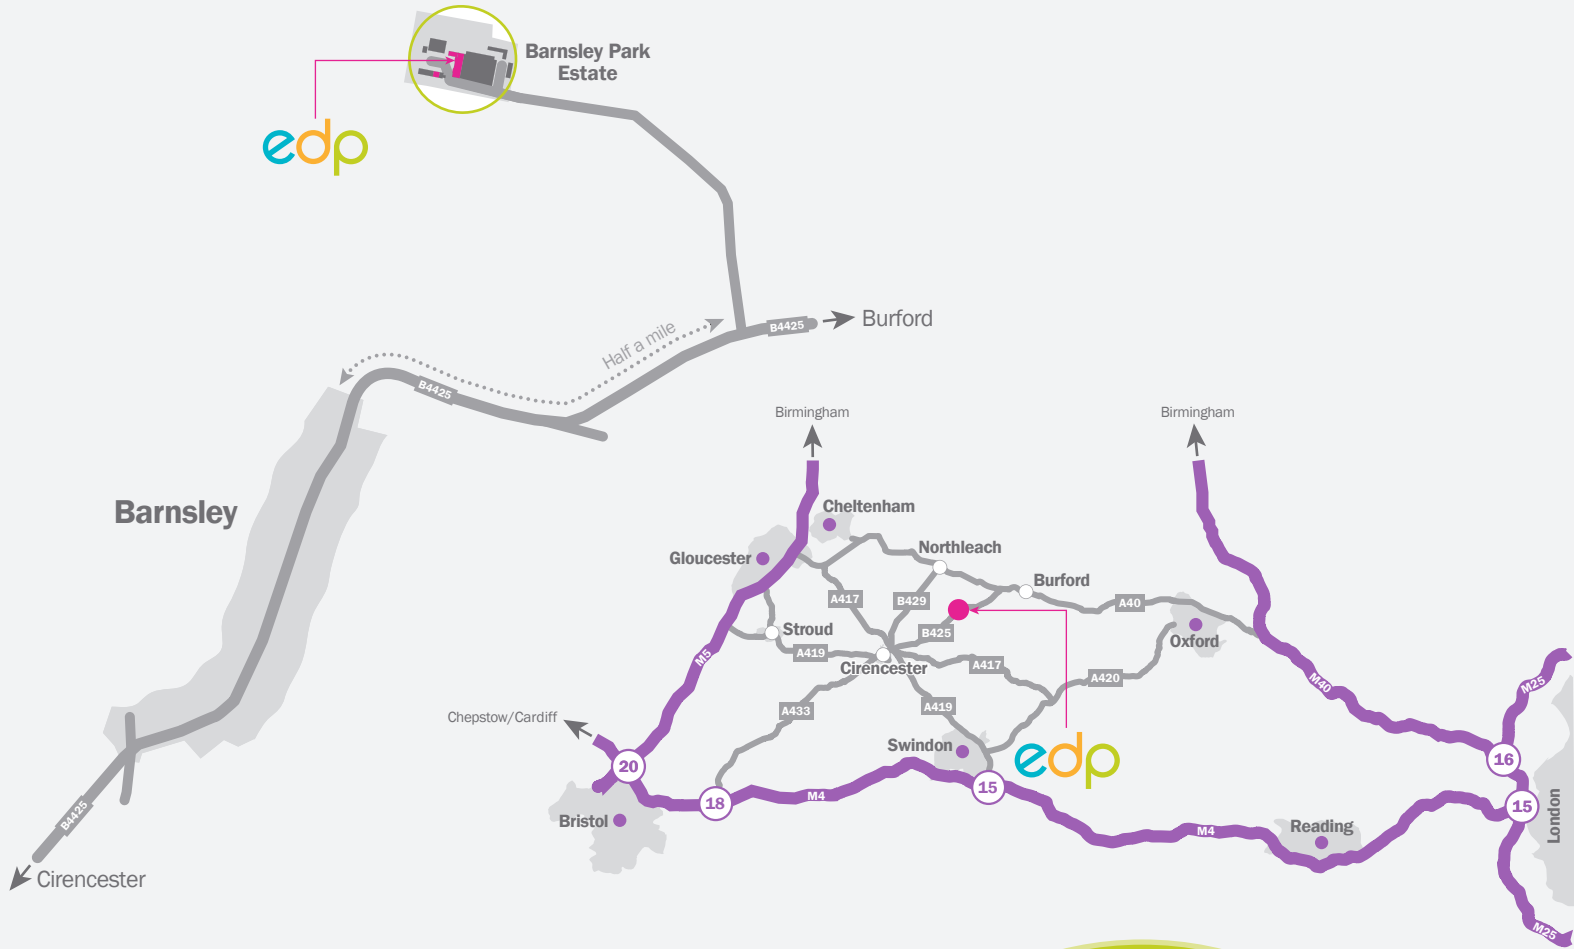 Barnsley Park
Estate
edp
Burford
B4425
Half a mile
B4425
Barnsley
B4425
Cirencester
Birmingham
Birmingham
Cheltenham
Gloucester
Northleach
Burford
A417
B429
A40
B425
Stroud
A419
Oxford
Cirencester
A417
A420
M5
M40
M25
A433
A419
Chepstow/Cardiff
Swindon
edp
20
16
15
18
M4
15
Bristol
Reading
M4
London
M25